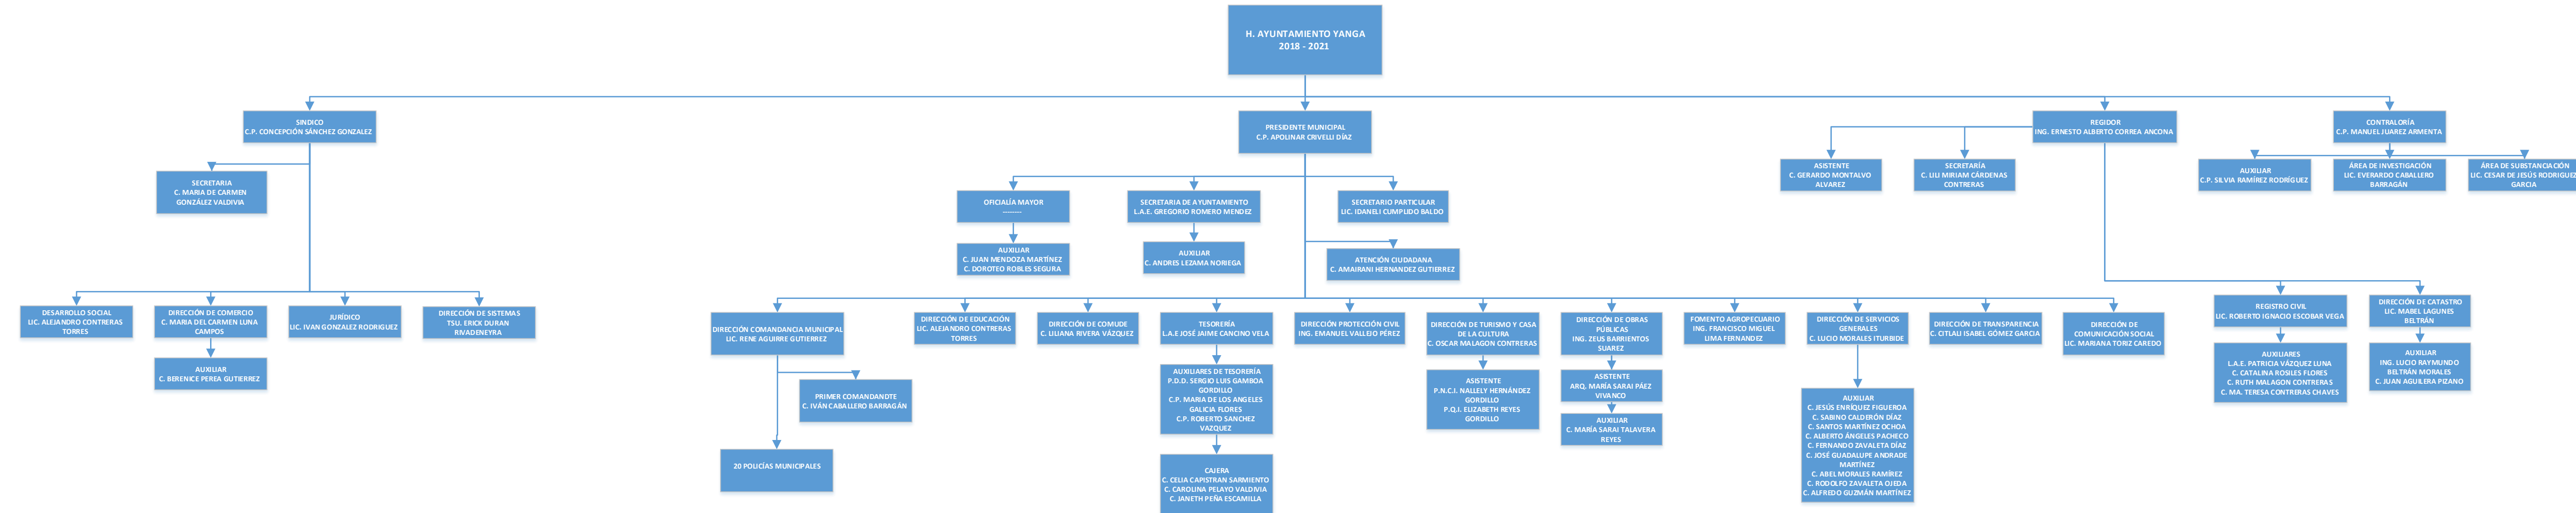 H. AYUNTAMIENTO YANGA
2018 - 2021
SINDICO
C.P. CONCEPCIÓN SÁNCHEZ GONZALEZ
PRESIDENTE MUNICIPAL
C.P. APOLINAR CRIVELLI DÍAZ
REGIDOR
ING. ERNESTO ALBERTO CORREA ANCONA
CONTRALORÍA
C.P. MANUEL JUAREZ ARMENTA
SECRETARIA
C. MARIA DE CARMEN
GONZÁLEZ VALDIVIA
OFICIALÍA MAYOR
---------
SECRETARIA DE AYUNTAMIENTO
L.A.E. GREGORIO ROMERO MENDEZ
SECRETARIO PARTICULAR
LIC. IDANELI CUMPLIDO BALDO
ASISTENTE
C. GERARDO MONTALVO
ALVAREZ
SECRETARÍA
C. LILI MIRIAM CÁRDENAS
CONTRERAS
AUXILIAR
C.P. SILVIA RAMÍREZ RODRÍGUEZ
ÁREA DE INVESTIGACIÓN
LIC. EVERARDO CABALLERO
BARRAGÁN
ÁREA DE SUBSTANCIACIÓN
LIC. CESAR DE JESÚS RODRIGUEZ
GARCIA
AUXILIAR
C. JUAN MENDOZA MARTÍNEZ
C. DOROTEO ROBLES SEGURA
AUXILIAR
C. ANDRES LEZAMA NORIEGA
ATENCIÓN CIUDADANA
C. AMAIRANI HERNANDEZ GUTIERREZ
DESARROLLO SOCIAL
LIC. ALEJANDRO CONTRERAS
TORRES
DIRECCIÓN DE COMERCIO
C. MARIA DEL CARMEN LUNA
CAMPOS
JURÍDICO
LIC. IVAN GONZALEZ RODRIGUEZ
DIRECCIÓN DE SISTEMAS
TSU. ERICK DURAN
RIVADENEYRA
DIRECCIÓN COMANDANCIA MUNICIPAL
LIC. RENE AGUIRRE GUTIERREZ
DIRECCIÓN DE EDUCACIÓN
LIC. ALEJANDRO CONTRERAS
TORRES
DIRECCIÓN DE COMUDE
C. LILIANA RIVERA VÁZQUEZ
TESORERÍA
L.A.E JOSÉ JAIME CANCINO VELA
DIRECCIÓN PROTECCIÓN CIVIL
ING. EMANUEL VALLEJO PÉREZ
DIRECCIÓN DE TURISMO Y CASA
DE LA CULTURA
C. OSCAR MALAGON CONTRERAS
DIRECCIÓN DE OBRAS
PÚBLICAS
ING. ZEUS BARRIENTOS
SUAREZ
FOMENTO AGROPECUARIO
ING. FRANCISCO MIGUEL
LIMA FERNANDEZ
DIRECCIÓN DE SERVICIOS
GENERALES
C. LUCIO MORALES ITURBIDE
DIRECCIÓN DE TRANSPARENCIA
C. CITLALI ISABEL GÓMEZ GARCIA
DIRECCIÓN DE
COMUNICACIÓN SOCIAL
LIC. MARIANA TORIZ CAREDO
REGISTRO CIVIL
LIC. ROBERTO IGNACIO ESCOBAR VEGA
DIRECCIÓN DE CATASTRO
LIC. MABEL LAGUNES
BELTRÁN
AUXILIAR
C. BERENICE PEREA GUTIERREZ
PRIMER COMANDANTE
C. IVÁN CABALLERO BARRAGÁN
20 POLICÍAS MUNICIPALES
AUXILIARES DE TESORERÍA
P.D.D. SERGIO LUIS GAMBOA
GORDILLO
C.P. MARIA DE LOS ANGELES
GALICIA FLORES
C.P. ROBERTO SANCHEZ
VAZQUEZ
CAJERA
C. CELIA CAPISTRAN SARMIENTO
C. CAROLINA PELAYO VALDIVIA
C. JANETH PEÑA ESCAMILLA
ASISTENTE
P.N.C.I. NALLELY HERNÁNDEZ
GORDILLO
P.Q.I. ELIZABETH REYES
GORDILLO
ASISTENTE
ARQ. MARÍA SARAI PÁEZ
VIVANCO
AUXILIAR
C. MARÍA SARAI TALAVERA
REYES
AUXILIAR
C. JESÚS ENRÍQUEZ FIGUEROA
C. SABINO CALDERÓN DÍAZ
C. SANTOS MARTÍNEZ OCHOA
C. ALBERTO ÁNGELES PACHECO
C. FERNANDO ZAVALETA DÍAZ
C. JOSÉ GUADALUPE ANDRADE
MARTÍNEZ
C. ABEL MORALES RAMÍREZ
C. RODOLFO ZAVALETA OJEDA
C. ALFREDO GUZMÁN MARTÍNEZ
AUXILIARES
L.A.E. PATRICIA VÁZQUEZ LUNA
C. CATALINA ROSILES FLORES
C. RUTH MALAGON CONTRERAS
C. MA. TERESA CONTRERAS CHAVES
AUXILIAR
ING. LUCIO RAYMUNDO
BELTRÁN MORALES
C. JUAN AGUILERA PIZANO